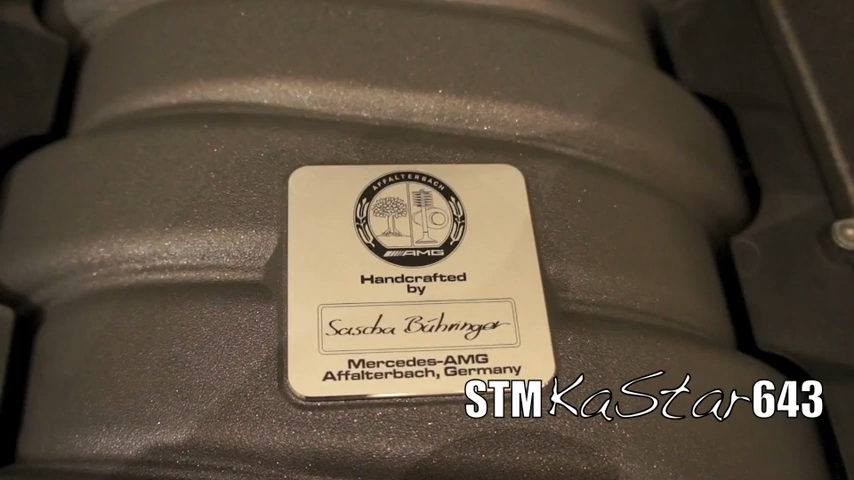 AFFALTERBACH
AMG
Handcrafted
by
Sascha Bühringer
Mercedes-AMG
Affalterbach, Germany
STMKaStar643